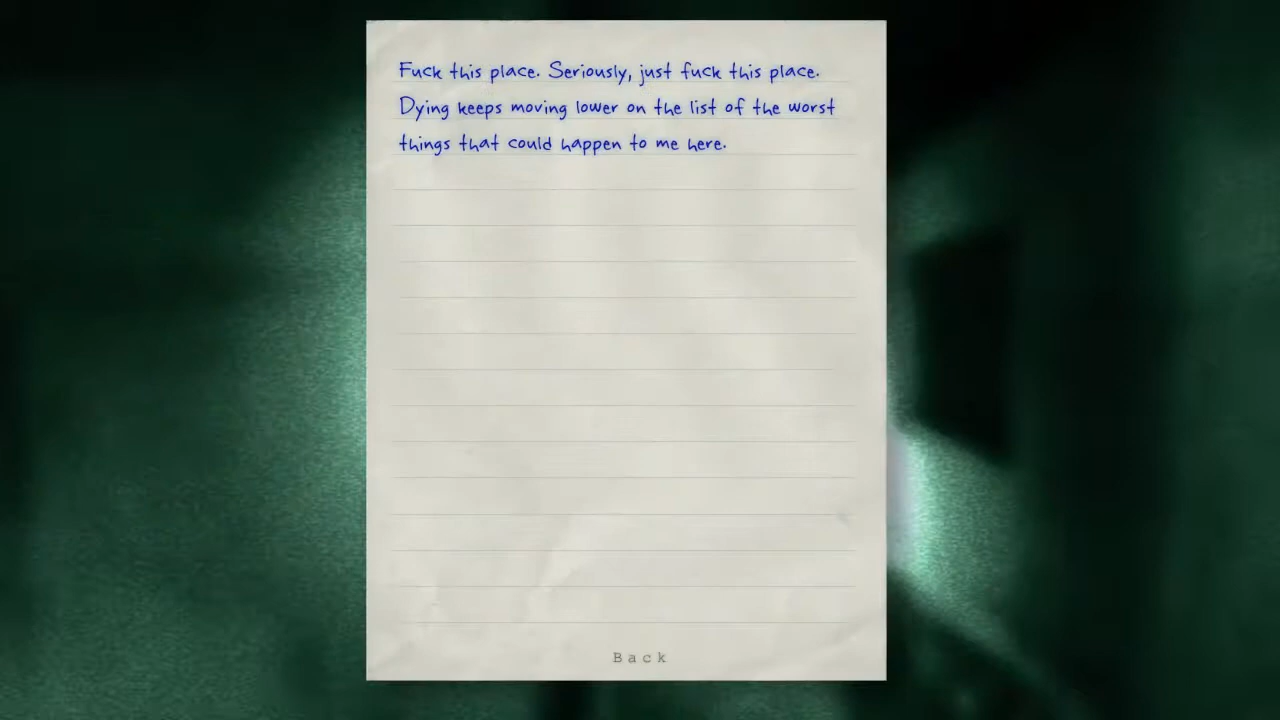 Fuck this place. Seriously, just fuck this place.
Dying keeps moving lower on the list of the worst
things that could happen to me here.
Back